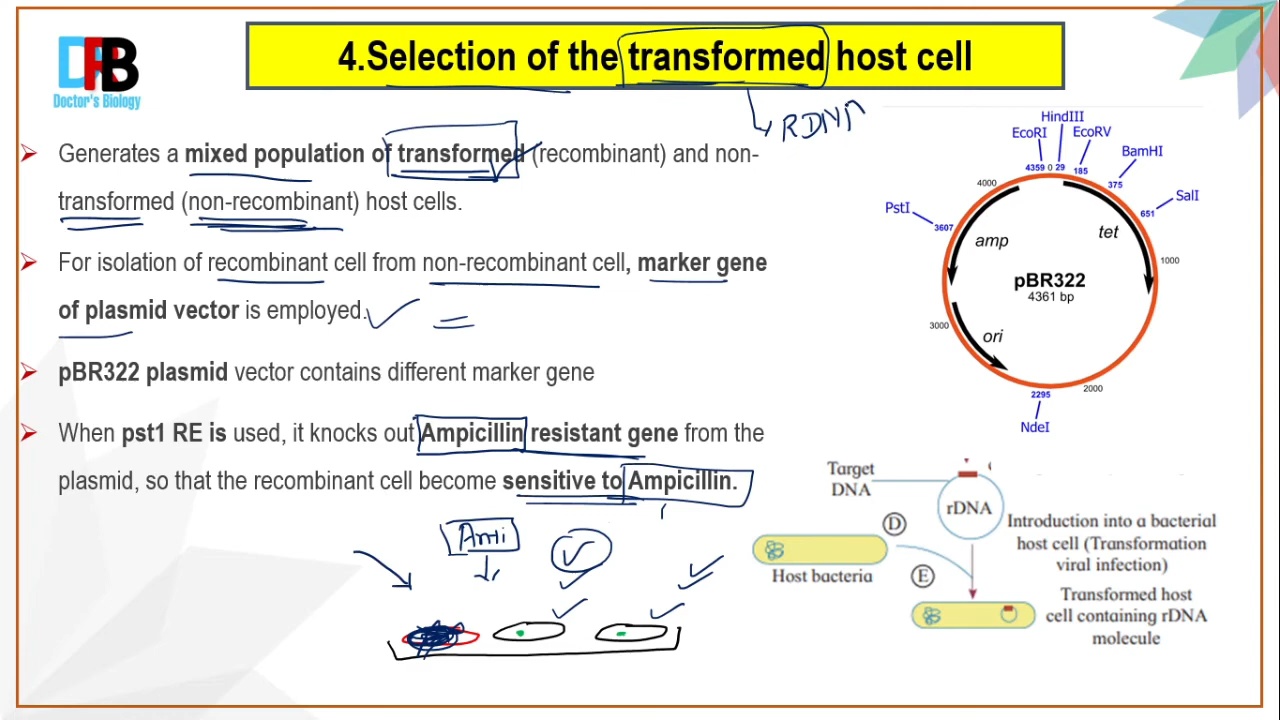 DRB
Doctor's Biology
4.Selection of the transformed host cell
RDNA
Generates a mixed population of transformed (recombinant) and non-
transformed (non-recombinant) host cells.
For isolation of recombinant cell from non-recombinant cell, marker gene
of plasmid vector is employed.
pBR322 plasmid vector contains different marker gene
When pst1 RE is used, it knocks out Ampicillin resistant gene from the
plasmid, so that the recombinant cell become sensitive to Ampicillin.
HindIII
EcoRI
EcoRV
BamHI
SalI
PstI
4359 0 29
185
375
651
4000
3607
amp
tet
1000
pBR322
4361 bp
3000
ori
2000
2295
NdeI
Target
DNA
rDNA
D
Host bacteria
E
Introduction into a bacterial
host cell (Transformation
viral infection)
Transformed host
cell containing rDNA
molecule